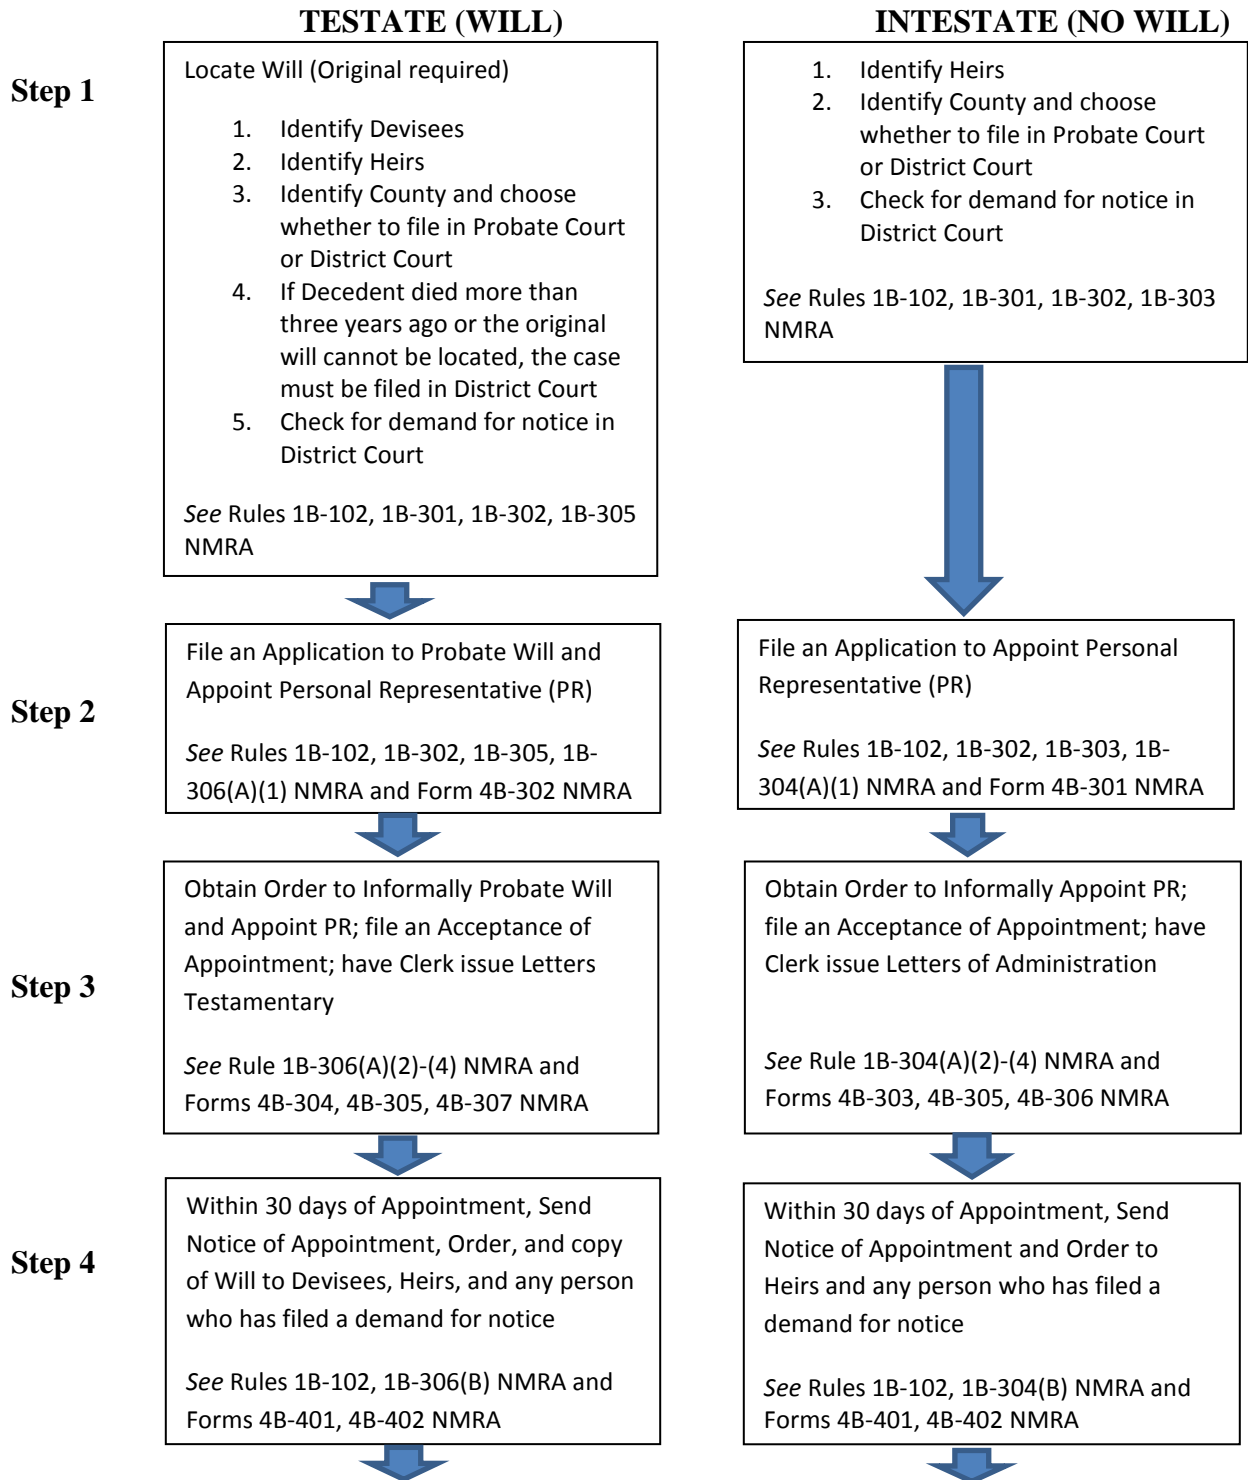 TESTATE (WILL)
INTESTATE (NO WILL)
Step 1
Locate Will (Original required)
1. Identify Devisees
2. Identify Heirs
3. Identify County and choose
whether to file in Probate Court
or District Court
4. If Decedent died more than
three years ago or the original
will cannot be located, the case
must be filed in District Court
5. Check for demand for notice in
District Court
See Rules 1B-102, 1B-301, 1B-302, 1B-305
NMRA
1. Identify Heirs
2. Identify County and choose
whether to file in Probate Court
or District Court
3. Check for demand for notice in
District Court
See Rules 1B-102, 1B-301, 1B-302, 1B-303
NMRA
Step 2
File an Application to Probate Will and
Appoint Personal Representative (PR)
See Rules 1B-102, 1B-302, 1B-305, 1B-
306(A)(1) NMRA and Form 4B-302 NMRA
File an Application to Appoint Personal
Representative (PR)
See Rules 1B-102, 1B-302, 1B-303, 1B-
304(A)(1) NMRA and Form 4B-301 NMRA
Step 3
Obtain Order to Informally Probate Will
and Appoint PR; file an Acceptance of
Appointment; have Clerk issue Letters
Testamentary
See Rule 1B-306(A)(2)-(4) NMRA and
Forms 4B-304, 4B-305, 4B-307 NMRA
Obtain Order to Informally Appoint PR;
file an Acceptance of Appointment; have
Clerk issue Letters of Administration
See Rule 1B-304(A)(2)-(4) NMRA and
Forms 4B-303, 4B-305, 4B-306 NMRA
Step 4
Within 30 days of Appointment, Send
Notice of Appointment, Order, and copy
of Will to Devisees, Heirs, and any person
who has filed a demand for notice
See Rules 1B-102, 1B-306(B) NMRA and
Forms 4B-401, 4B-402 NMRA
Within 30 days of Appointment, Send
Notice of Appointment and Order to
Heirs and any person who has filed a
demand for notice
See Rules 1B-102, 1B-304(B) NMRA and
Forms 4B-401, 4B-402 NMRA